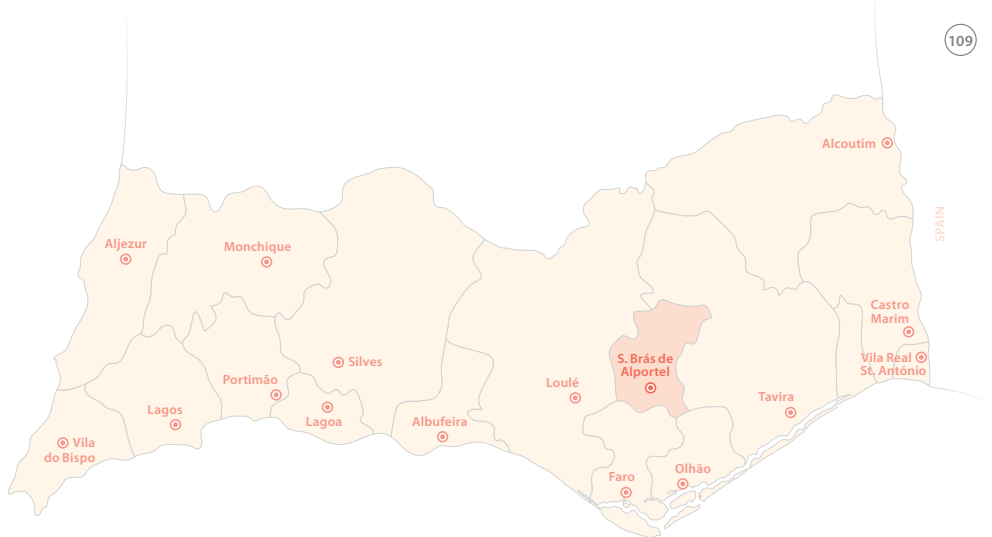 109
Alcoutim
SPAIN
Aljezur
Monchique
Castro
Marim
Silves
S. Brás de
Alportel
Vila Real
St. António
Portimão
Loulé
Tavira
Lagos
Lagoa
Albufeira
Vila
do Bispo
Olhão
Faro